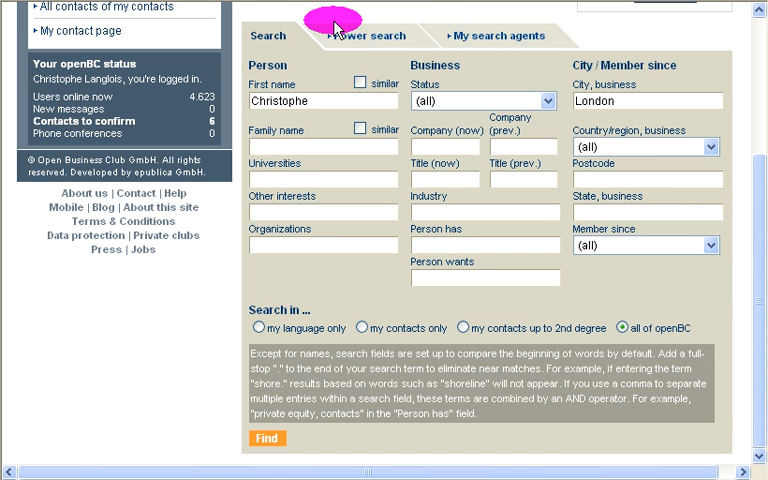 All contacts of my contacts
My contact page
Your openBC status
Christophe Langlois, you're logged in.
Users online now 4.623
New messages 0
Contacts to confirm 6
Phone conferences 0
© Open Business Club GmbH. All rights
reserved. Developed by epublica GmbH.
About us | Contact | Help
Mobile | Blog | About this site
Terms & Conditions
Data protection | Private clubs
Press | Jobs
Search
Power search
My search agents
Person
First name
similar
Christophe
Family name
similar
Universities
Other interests
Organizations
Business
Status
(all)
Company (now)
Company
(prev.)
Title (now)
Title (prev.)
Industry
Person has
Person wants
City / Member since
City, business
London
Country/region, business
(all)
Postcode
State, business
Member since
(all)
Search in ...
my language only
my contacts only
my contacts up to 2nd degree
all of openBC
Except for names, search fields are set up to compare the beginning of words by default. Add a full-
stop "." to the end of your search term to eliminate near matches. For example, if entering the term
"shore." results based on words such as "shoreline" will not appear. If you use a comma to separate
multiple entries within a search field, these terms are combined by an AND operator. For example,
"private equity, contacts" in the "Person has" field.
Find